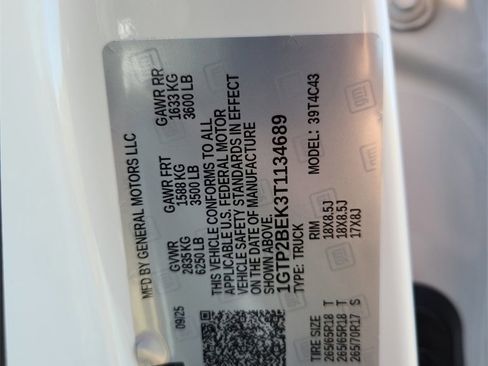 MFD BY GENERAL MOTORS LLC
09/25
GVWR GAWR FRT GAWR RR
2835 KG 1588 KG 1633 KG
6250 LB 3500 LB 3600 LB
THIS VEHICLE CONFORMS TO ALL
APPLICABLE U.S. FEDERAL MOTOR
VEHICLE SAFETY STANDARDS IN EFFECT
ON THE DATE OF MANUFACTURE
SHOWN ABOVE.
1GTP2BEK3T1134689
TYPE: TRUCK MODEL: 39T4C43
TIRE SIZE RIM
265/65R18 T 18X8.5J
265/65R18 T 18X8.5J
265/70R17 S 17X8J
gm